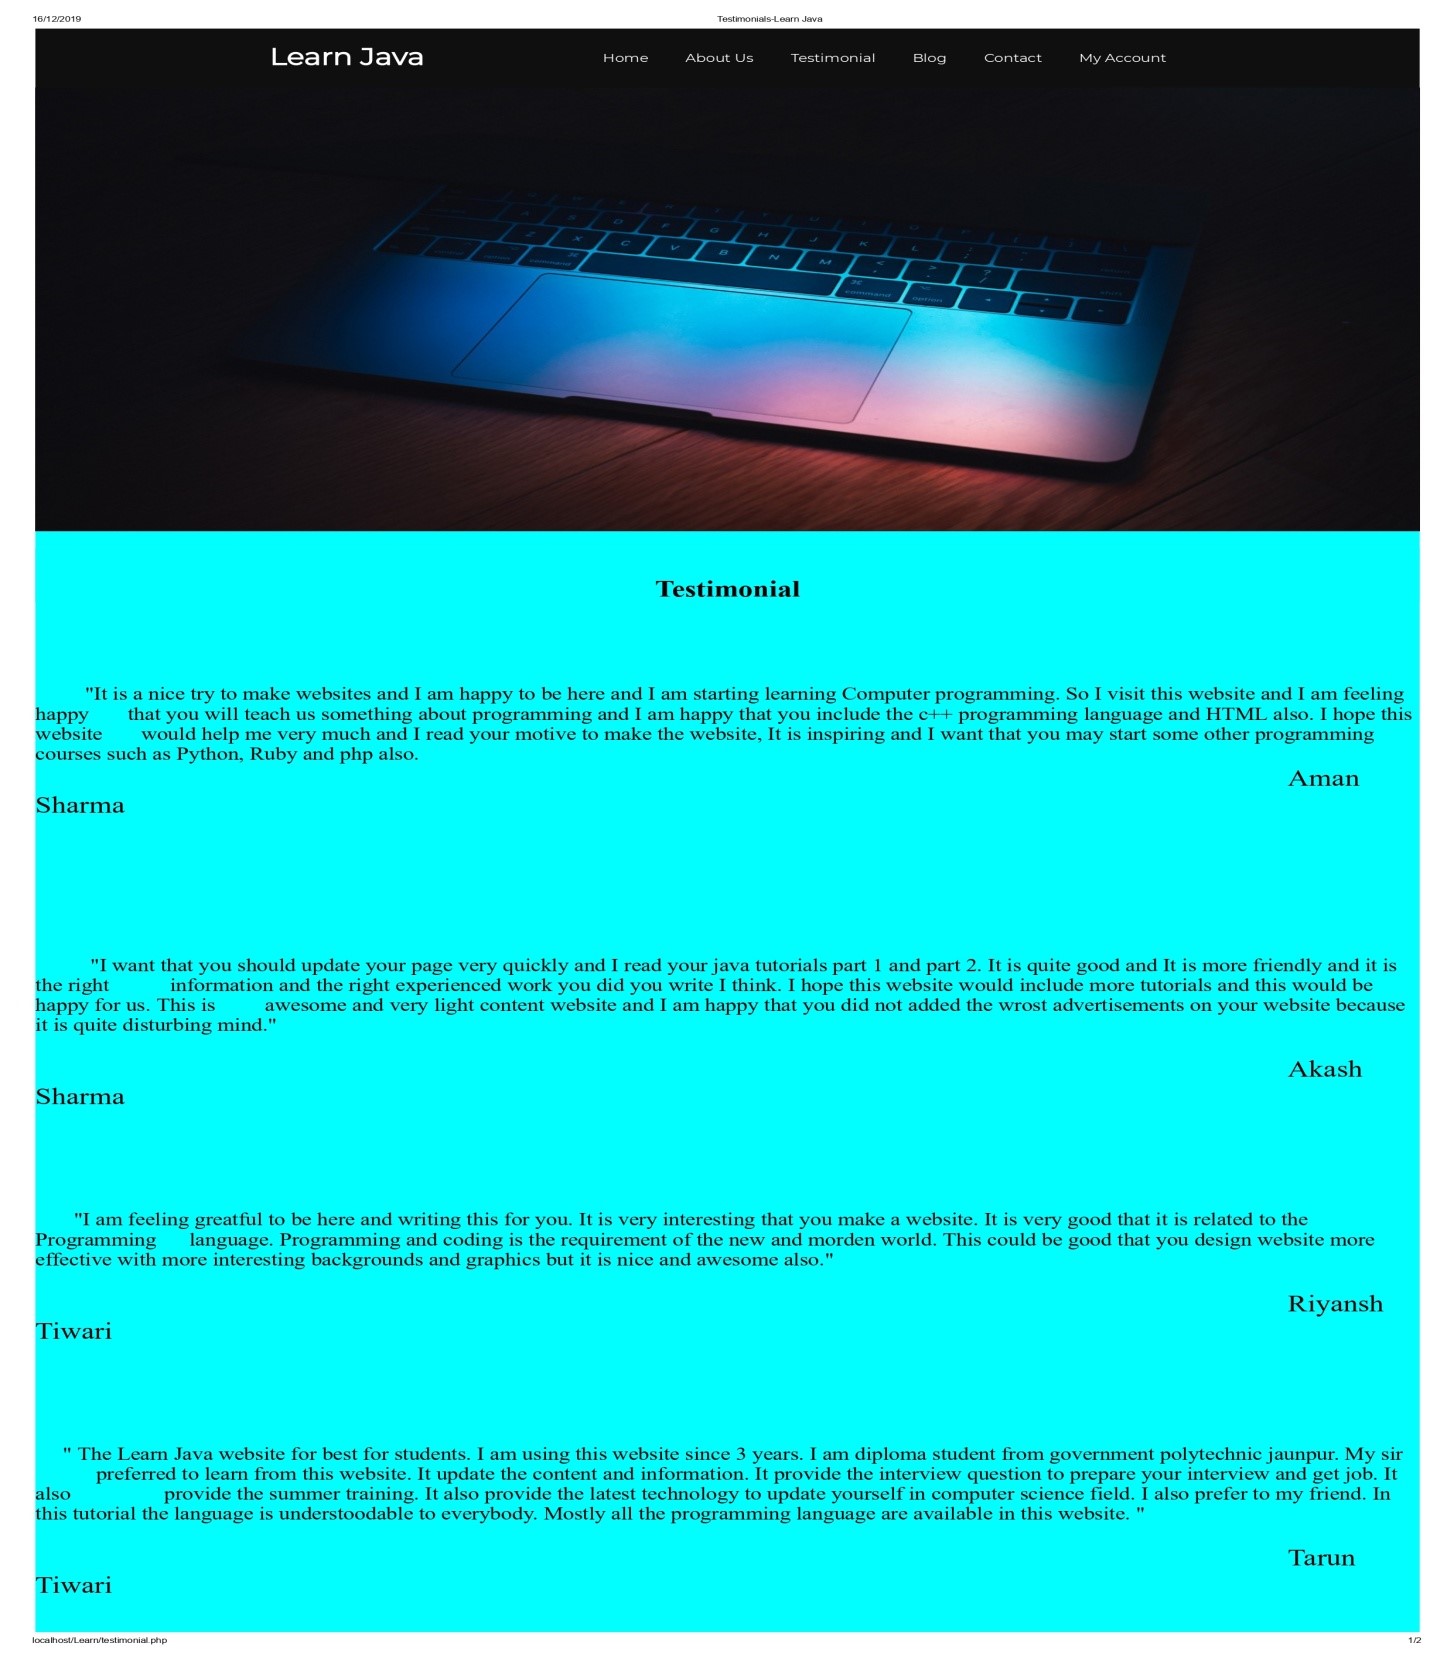 16/12/2019 Testimonials-Learn Java
Learn Java Home About Us Testimonial Blog Contact My Account
A S D F G H J K L
Z X C V B N M < , > . ? /
command
command option
Testimonial
"It is a nice try to make websites and I am happy to be here and I am starting learning Computer programming. So I visit this website and I am feeling
happy that you will teach us something about programming and I am happy that you include the c++ programming language and HTML also. I hope this
website would help me very much and I read your motive to make the website, It is inspiring and I want that you may start some other programming
courses such as Python, Ruby and php also.
Aman
Sharma
"I want that you should update your page very quickly and I read your java tutorials part 1 and part 2. It is quite good and It is more friendly and it is
the right information and the right experienced work you did you write I think. I hope this website would include more tutorials and this would be
happy for us. This is awesome and very light content website and I am happy that you did not added the wrost advertisements on your website because
it is quite disturbing mind."
Akash
Sharma
"I am feeling greatful to be here and writing this for you. It is very interesting that you make a website. It is very good that it is related to the
Programming language. Programming and coding is the requirement of the new and morden world. This could be good that you design website more
effective with more interesting backgrounds and graphics but it is nice and awesome also."
Riyansh
Tiwari
" The Learn Java website for best for students. I am using this website since 3 years. I am diploma student from government polytechnic jaunpur. My sir
preferred to learn from this website. It update the content and information. It provide the interview question to prepare your interview and get job. It
also provide the summer training. It also provide the latest technology to update yourself in computer science field. I also prefer to my friend. In
this tutorial the language is understoodable to everybody. Mostly all the programming language are available in this website. "
Tarun
Tiwari
localhost/Learn/testimonial.php 1/2